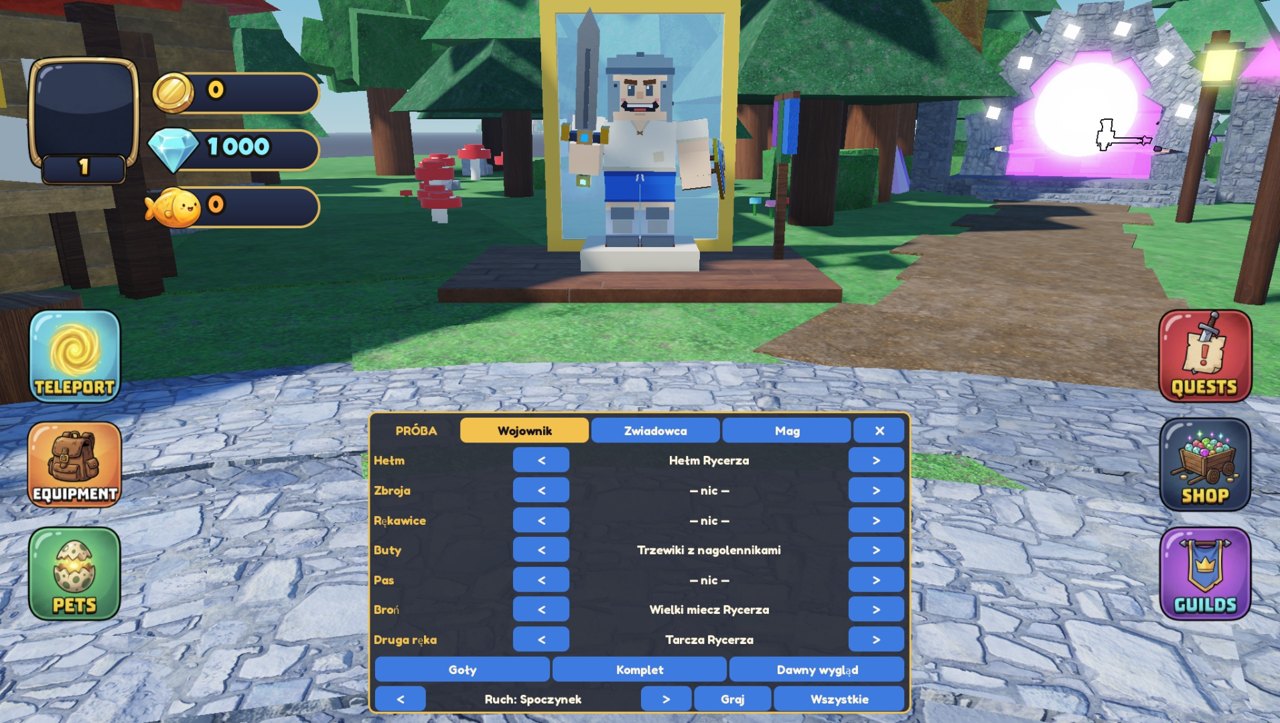 0
1000
1
0
TELEPORT
EQUIPMENT
PETS
QUESTS
SHOP
GUILDS
PRÓBA Wojownik Zwiadowca Mag ✕
Hełm < Hełm Rycerza >
Zbroja < — nic — >
Rękawice < — nic — >
Buty < Trzewiki z nagolennikami >
Pas < — nic — >
Broń < Wielki miecz Rycerza >
Druga ręka < Tarcza Rycerza >
Goły Komplet Dawny wygląd
< Ruch: Spoczynek > Graj Wszystkie